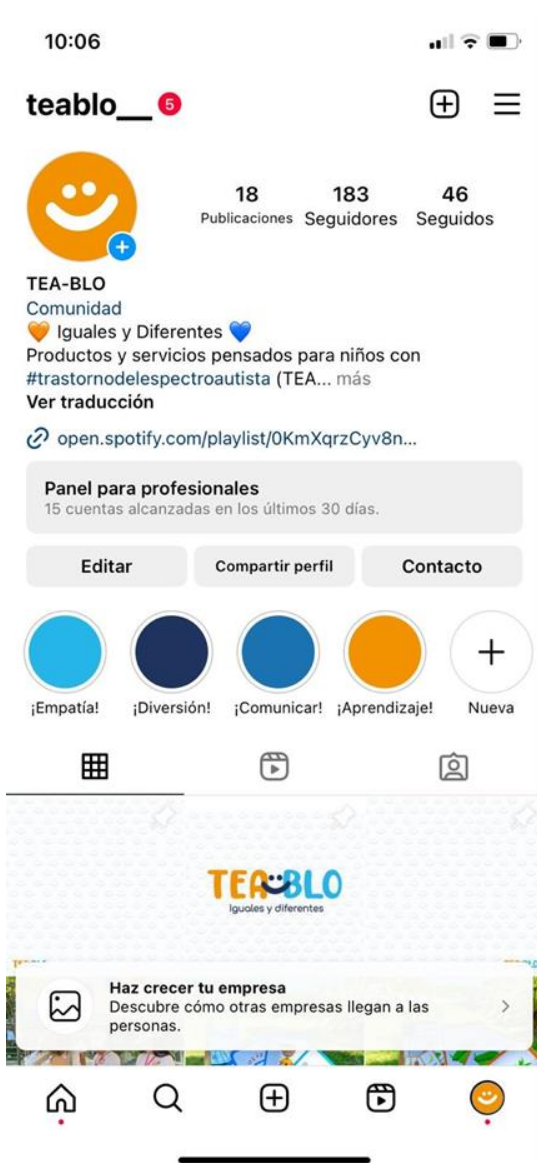 10:06
teablo__ 5
18 183 46
Publicaciones Seguidores Seguidos
TEA-BLO
Comunidad
🧡 Iguales y Diferentes 💙
Productos y servicios pensados para niños con
#trastornodelespectroautista (TEA... más
Ver traducción
open.spotify.com/playlist/0KmXqrzCyv8n...
Panel para profesionales
15 cuentas alcanzadas en los últimos 30 días.
Editar Compartir perfil Contacto
¡Empatía! ¡Diversión! ¡Comunicar! ¡Aprendizaje! Nueva
TEA-BLO
Iguales y diferentes
Haz crecer tu empresa
Descubre cómo otras empresas llegan a las
personas.